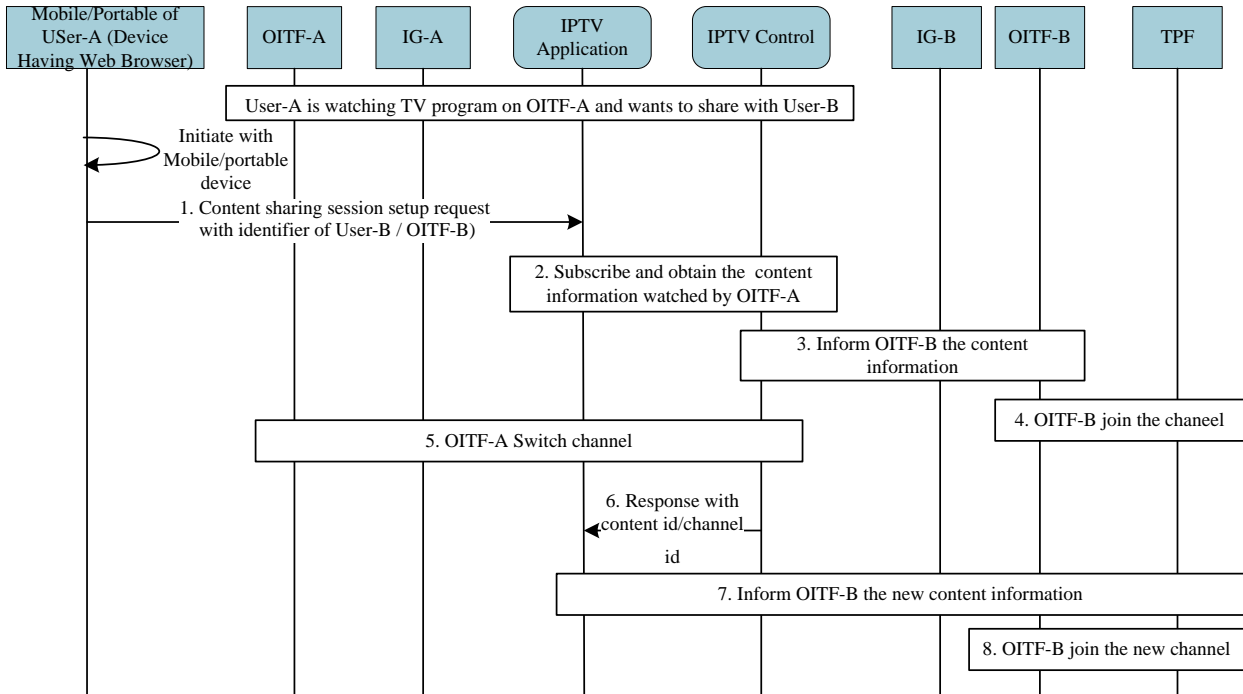 Mobile/Portable of
USer-A (Device
Having Web Browser)
OITF-A
IG-A
IPTV
Application
IPTV Control
IG-B
OITF-B
TPF
User-A is watching TV program on OITF-A and wants to share with User-B
Initiate with
Mobile/portable
device
1. Content sharing session setup request
with identifier of User-B / OITF-B)
2. Subscribe and obtain the content
information watched by OITF-A
3. Inform OITF-B the content
information
4. OITF-B join the chaneel
5. OITF-A Switch channel
6. Response with
content id/channel
id
7. Inform OITF-B the new content information
8. OITF-B join the new channel